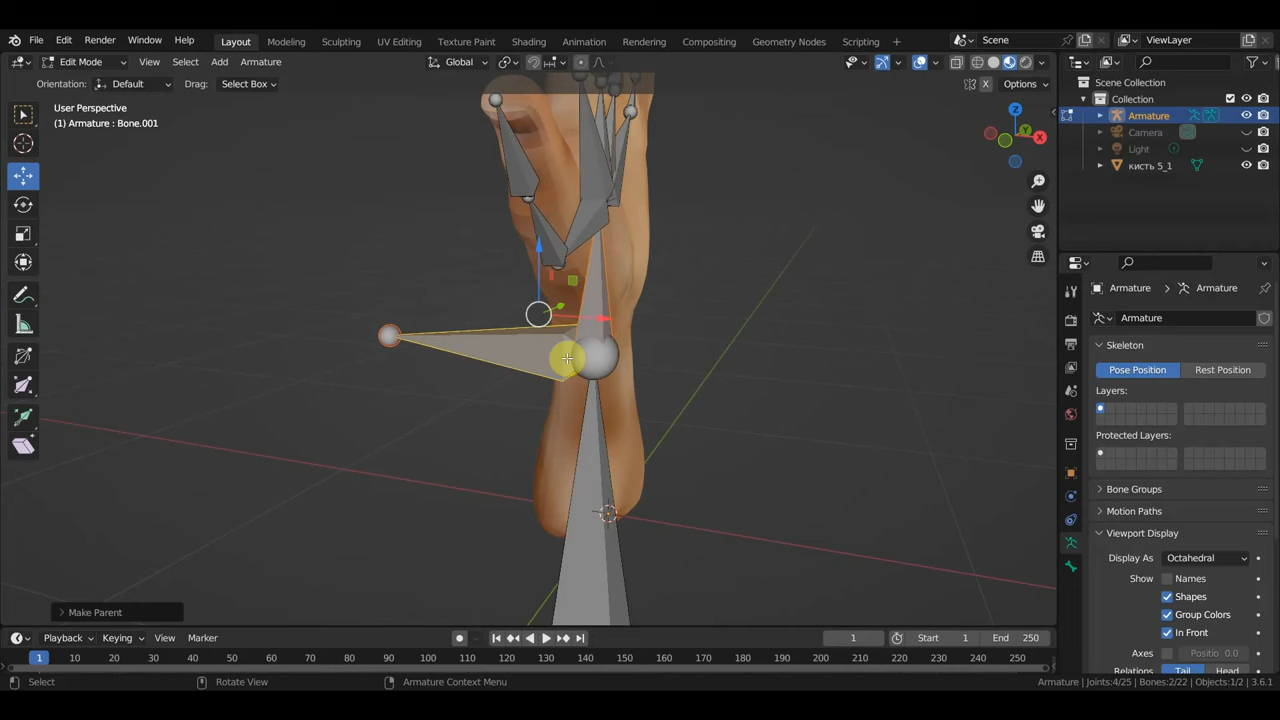 File Edit Render Window Help Layout Modeling Sculpting UV Editing Texture Paint Shading Animation Rendering Compositing Geometry Nodes Scripting + Scene ViewLayer
Edit Mode View Select Add Armature Global
Orientation: Default Drag: Select Box X Options
User Perspective
(1) Armature : Bone.001
Z
Y
X
Make Parent
Scene Collection
Collection
Armature
Camera
Light
кисть 5_1
Armature Armature
Armature
Skeleton
Pose Position Rest Position
Layers:
Protected Layers:
Bone Groups
Motion Paths
Viewport Display
Display As Octahedral
Show Names
Shapes
Group Colors
In Front
Axes Positio 0.0
Relations Tail Head
Playback Keying View Marker 1 Start 1 End 250
1 10 20 30 40 50 60 70 80 90 100 110 120 130 140 150 160 170 180 190 200 210 220 230 240 250
Select Rotate View Armature Context Menu Armature | Joints:4/25 | Bones:2/22 | Objects:1/2 | 3.6.1